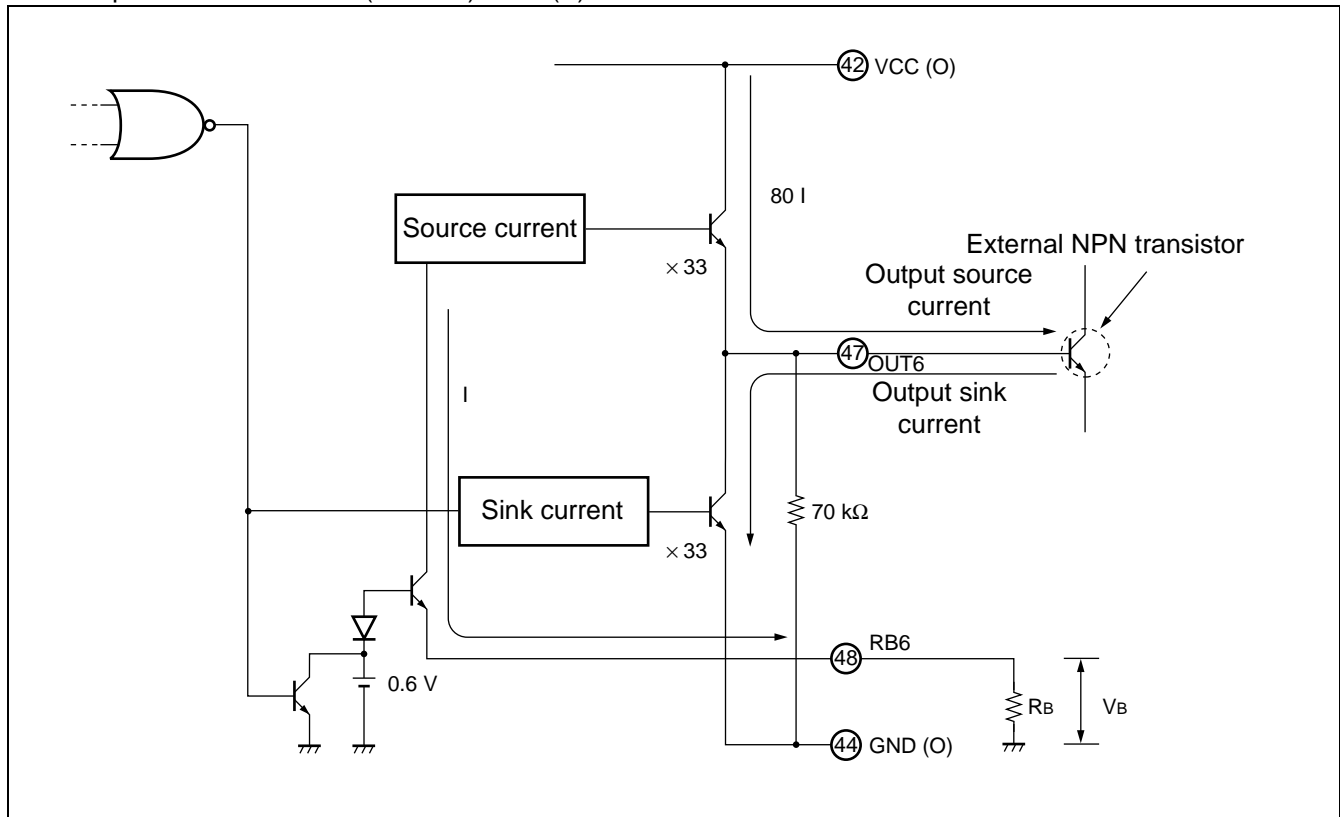 42 VCC (O)
80 I
Source current
× 33
External NPN transistor
Output source
current
47
OUT6
Output sink
current
I
Sink current
× 33
70 kΩ
RB6
48
0.6 V
RB
VB
44 GND (O)